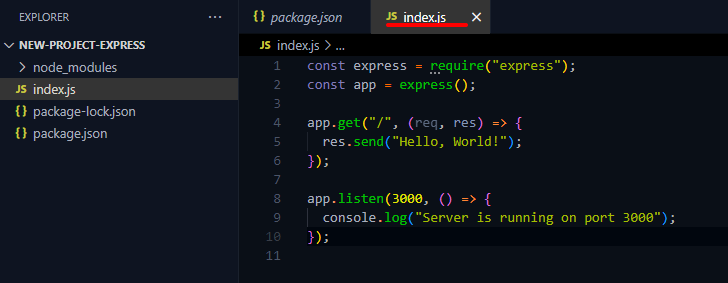 EXPLORER ···
NEW-PROJECT-EXPRESS
node_modules
JS index.js
{} package-lock.json
{} package.json
{} package.json JS index.js ×
JS index.js > ...
1 const express = require("express");
2 const app = express();
3
4 app.get("/", (req, res) => {
5 res.send("Hello, World!");
6 });
7
8 app.listen(3000, () => {
9 console.log("Server is running on port 3000");
10 });
11